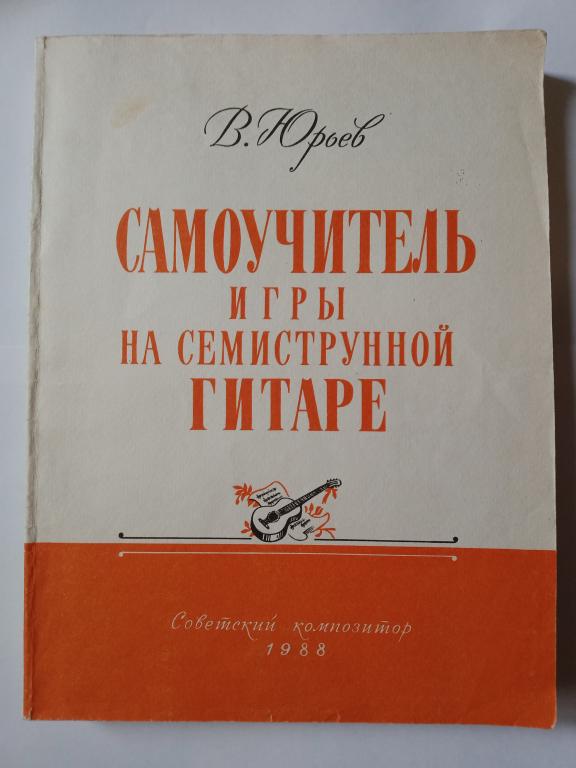 В. Юрьев
САМОУЧИТЕЛЬ
ИГРЫ
НА СЕМИСТРУННОЙ
ГИТАРЕ
Советский композитор
1988